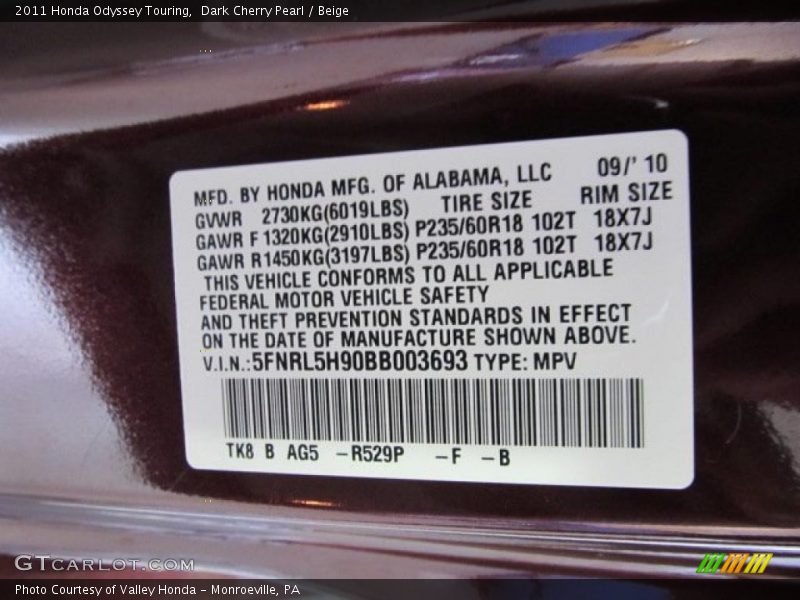 2011 Honda Odyssey Touring, Dark Cherry Pearl / Beige
MFD. BY HONDA MFG. OF ALABAMA, LLC 09/' 10
GVWR 2730KG(6019LBS) TIRE SIZE RIM SIZE
GAWR F 1320KG(2910LBS) P235/60R18 102T 18X7J
GAWR R1450KG(3197LBS) P235/60R18 102T 18X7J
THIS VEHICLE CONFORMS TO ALL APPLICABLE
FEDERAL MOTOR VEHICLE SAFETY
AND THEFT PREVENTION STANDARDS IN EFFECT
ON THE DATE OF MANUFACTURE SHOWN ABOVE.
V.I.N.:5FNRL5H90BB003693 TYPE: MPV
TK8 B AG5 -R529P -F -B
GTCARLOT.COM
Photo Courtesy of Valley Honda - Monroeville, PA